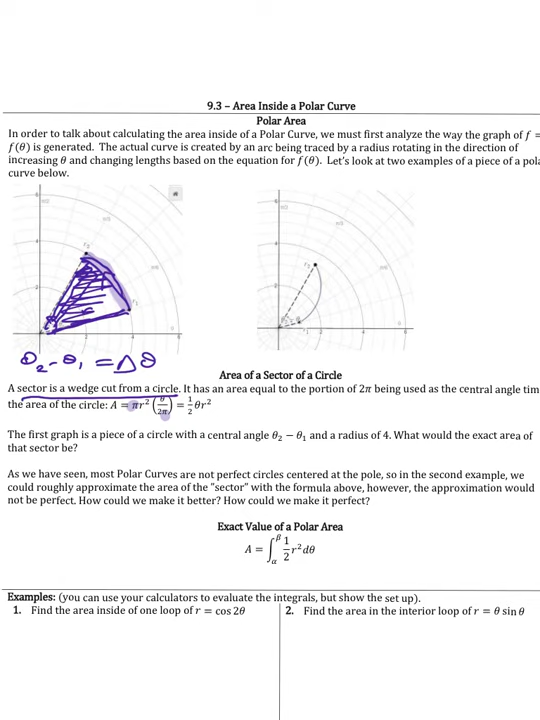 9.3 – Area Inside a Polar Curve
Polar Area
In order to talk about calculating the area inside of a Polar Curve, we must first analyze the way the graph of f =
f(θ) is generated. The actual curve is created by an arc being traced by a radius rotating in the direction of
increasing θ and changing lengths based on the equation for f(θ). Let's look at two examples of a piece of a pola
curve below.
θ₂ - θ₁ = Δθ
Area of a Sector of a Circle
A sector is a wedge cut from a circle. It has an area equal to the portion of 2π being used as the central angle tim
the area of the circle: A = πr² (θ/2π) = 1/2 θr²
The first graph is a piece of a circle with a central angle θ₂ − θ₁ and a radius of 4. What would the exact area of
that sector be?
As we have seen, most Polar Curves are not perfect circles centered at the pole, so in the second example, we
could roughly approximate the area of the "sector" with the formula above, however, the approximation would
not be perfect. How could we make it better? How could we make it perfect?
Exact Value of a Polar Area
A = ∫_α^β 1/2 r² dθ
Examples: (you can use your calculators to evaluate the integrals, but show the set up).
1. Find the area inside of one loop of r = cos 2θ
2. Find the area in the interior loop of r = θ sin θ